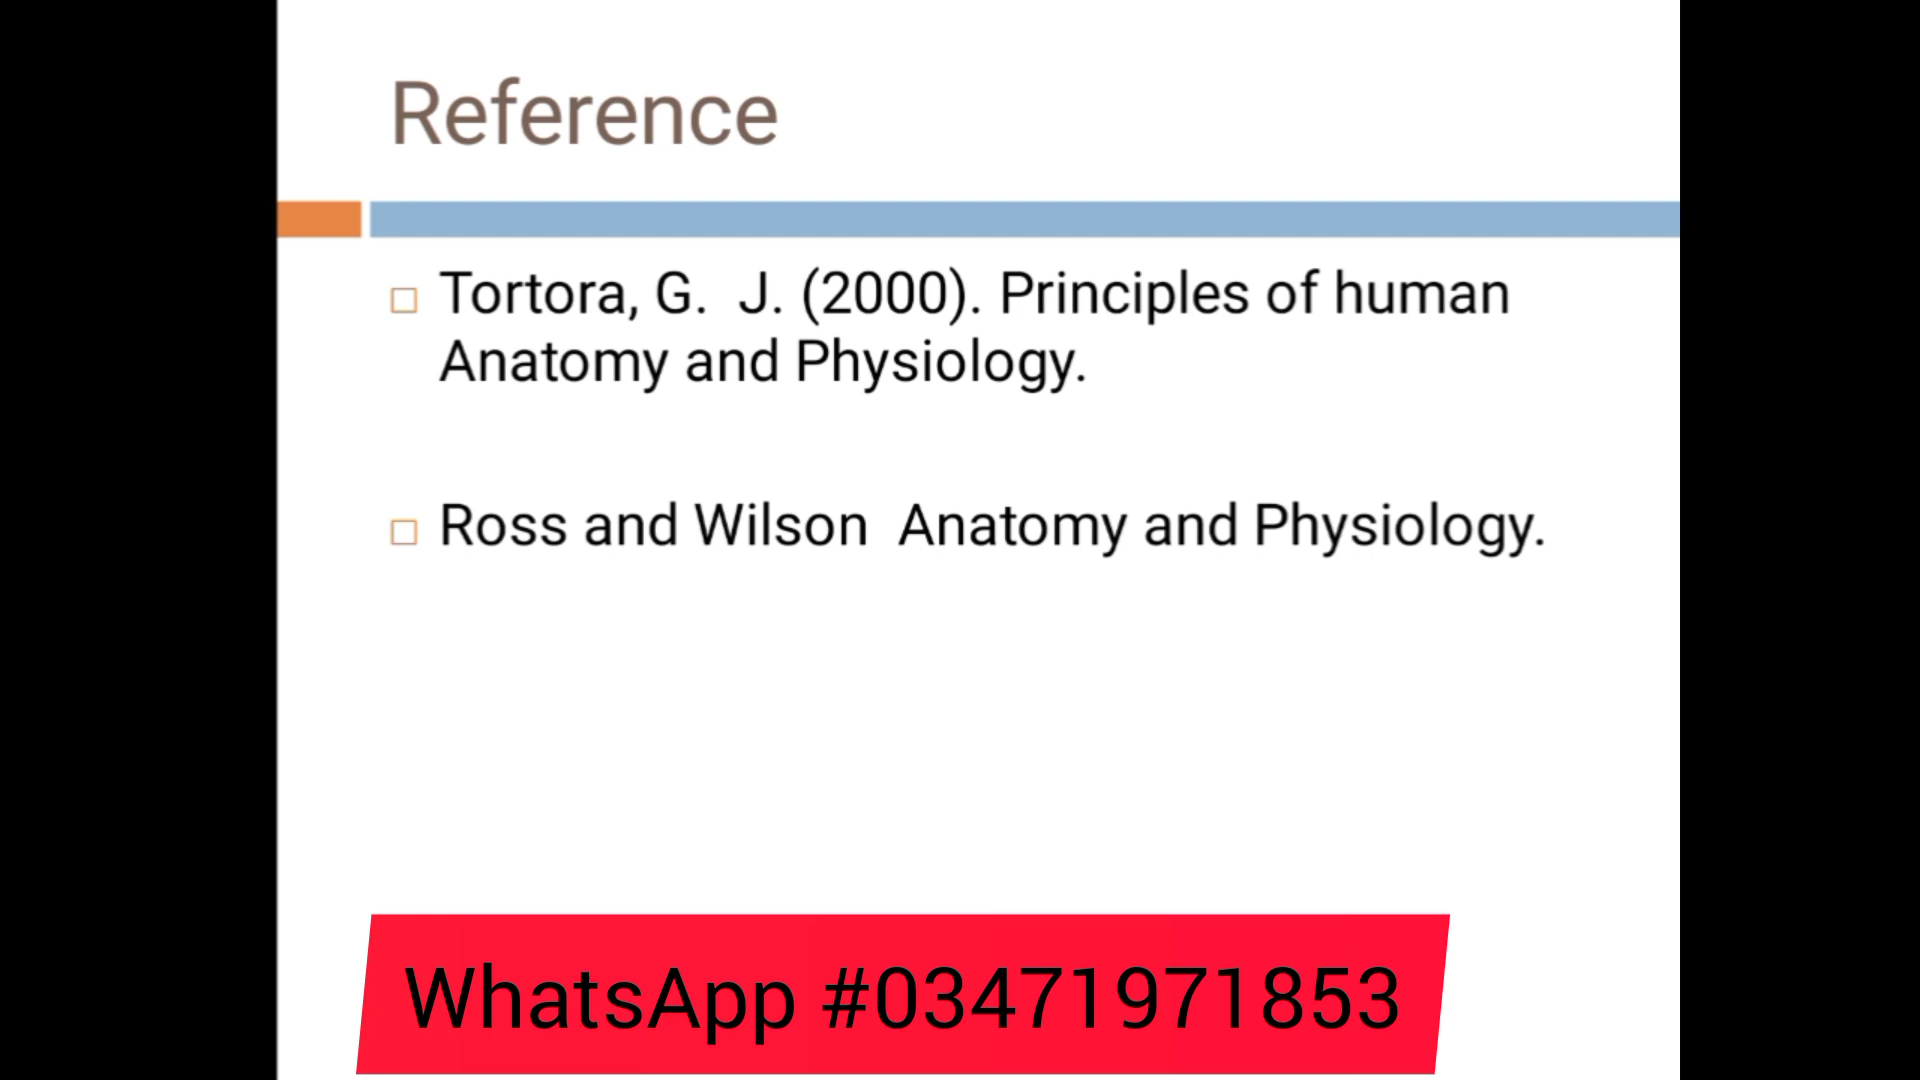 Reference
Tortora, G.  J. (2000). Principles of human
Anatomy and Physiology.
Ross and Wilson  Anatomy and Physiology.
WhatsApp #03471971853